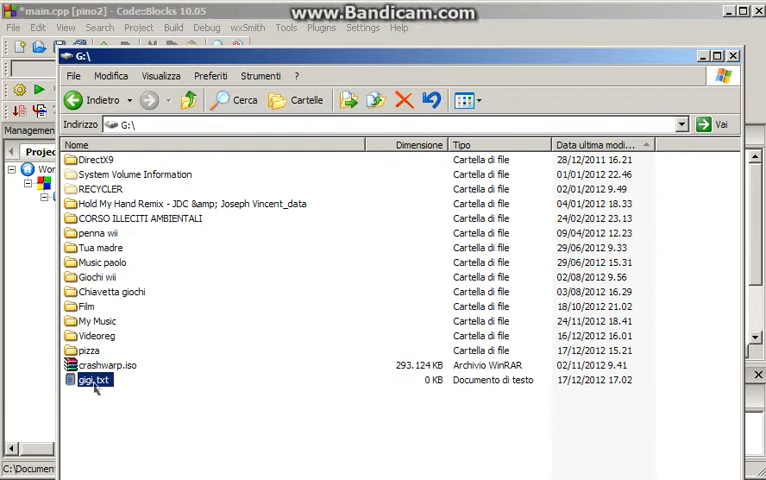 *main.cpp [pino2] - Code::Blocks 10.05
www.Bandicam.com
File Edit View Search Project Build Debug wxSmith Tools Plugins Settings Help
G:\
File Modifica Visualizza Preferiti Strumenti ?
Indietro Cerca Cartelle
Indirizzo G:\ Vai
Managemen
Nome Dimensione Tipo Data ultima modi...
Projec
DirectX9 Cartella di file 28/12/2011 16.21
Wor
System Volume Information Cartella di file 01/01/2012 22.46
RECYCLER Cartella di file 02/01/2012 9.49
Hold My Hand Remix - JDC &amp; Joseph Vincent_data Cartella di file 04/01/2012 18.33
CORSO ILLECITI AMBIENTALI Cartella di file 24/02/2012 23.13
penna wii Cartella di file 09/04/2012 12.23
Tua madre Cartella di file 29/06/2012 9.33
Music paolo Cartella di file 29/06/2012 15.31
Giochi wii Cartella di file 02/08/2012 9.56
Chiavetta giochi Cartella di file 03/08/2012 16.29
Film Cartella di file 18/10/2012 21.02
My Music Cartella di file 24/11/2012 18.41
Videoreg Cartella di file 16/12/2012 16.01
pizza Cartella di file 17/12/2012 15.21
crashwarp.iso 293.124 KB Archivio WinRAR 02/11/2012 9.41
gigi.txt 0 KB Documento di testo 17/12/2012 17.02
C:\Documen